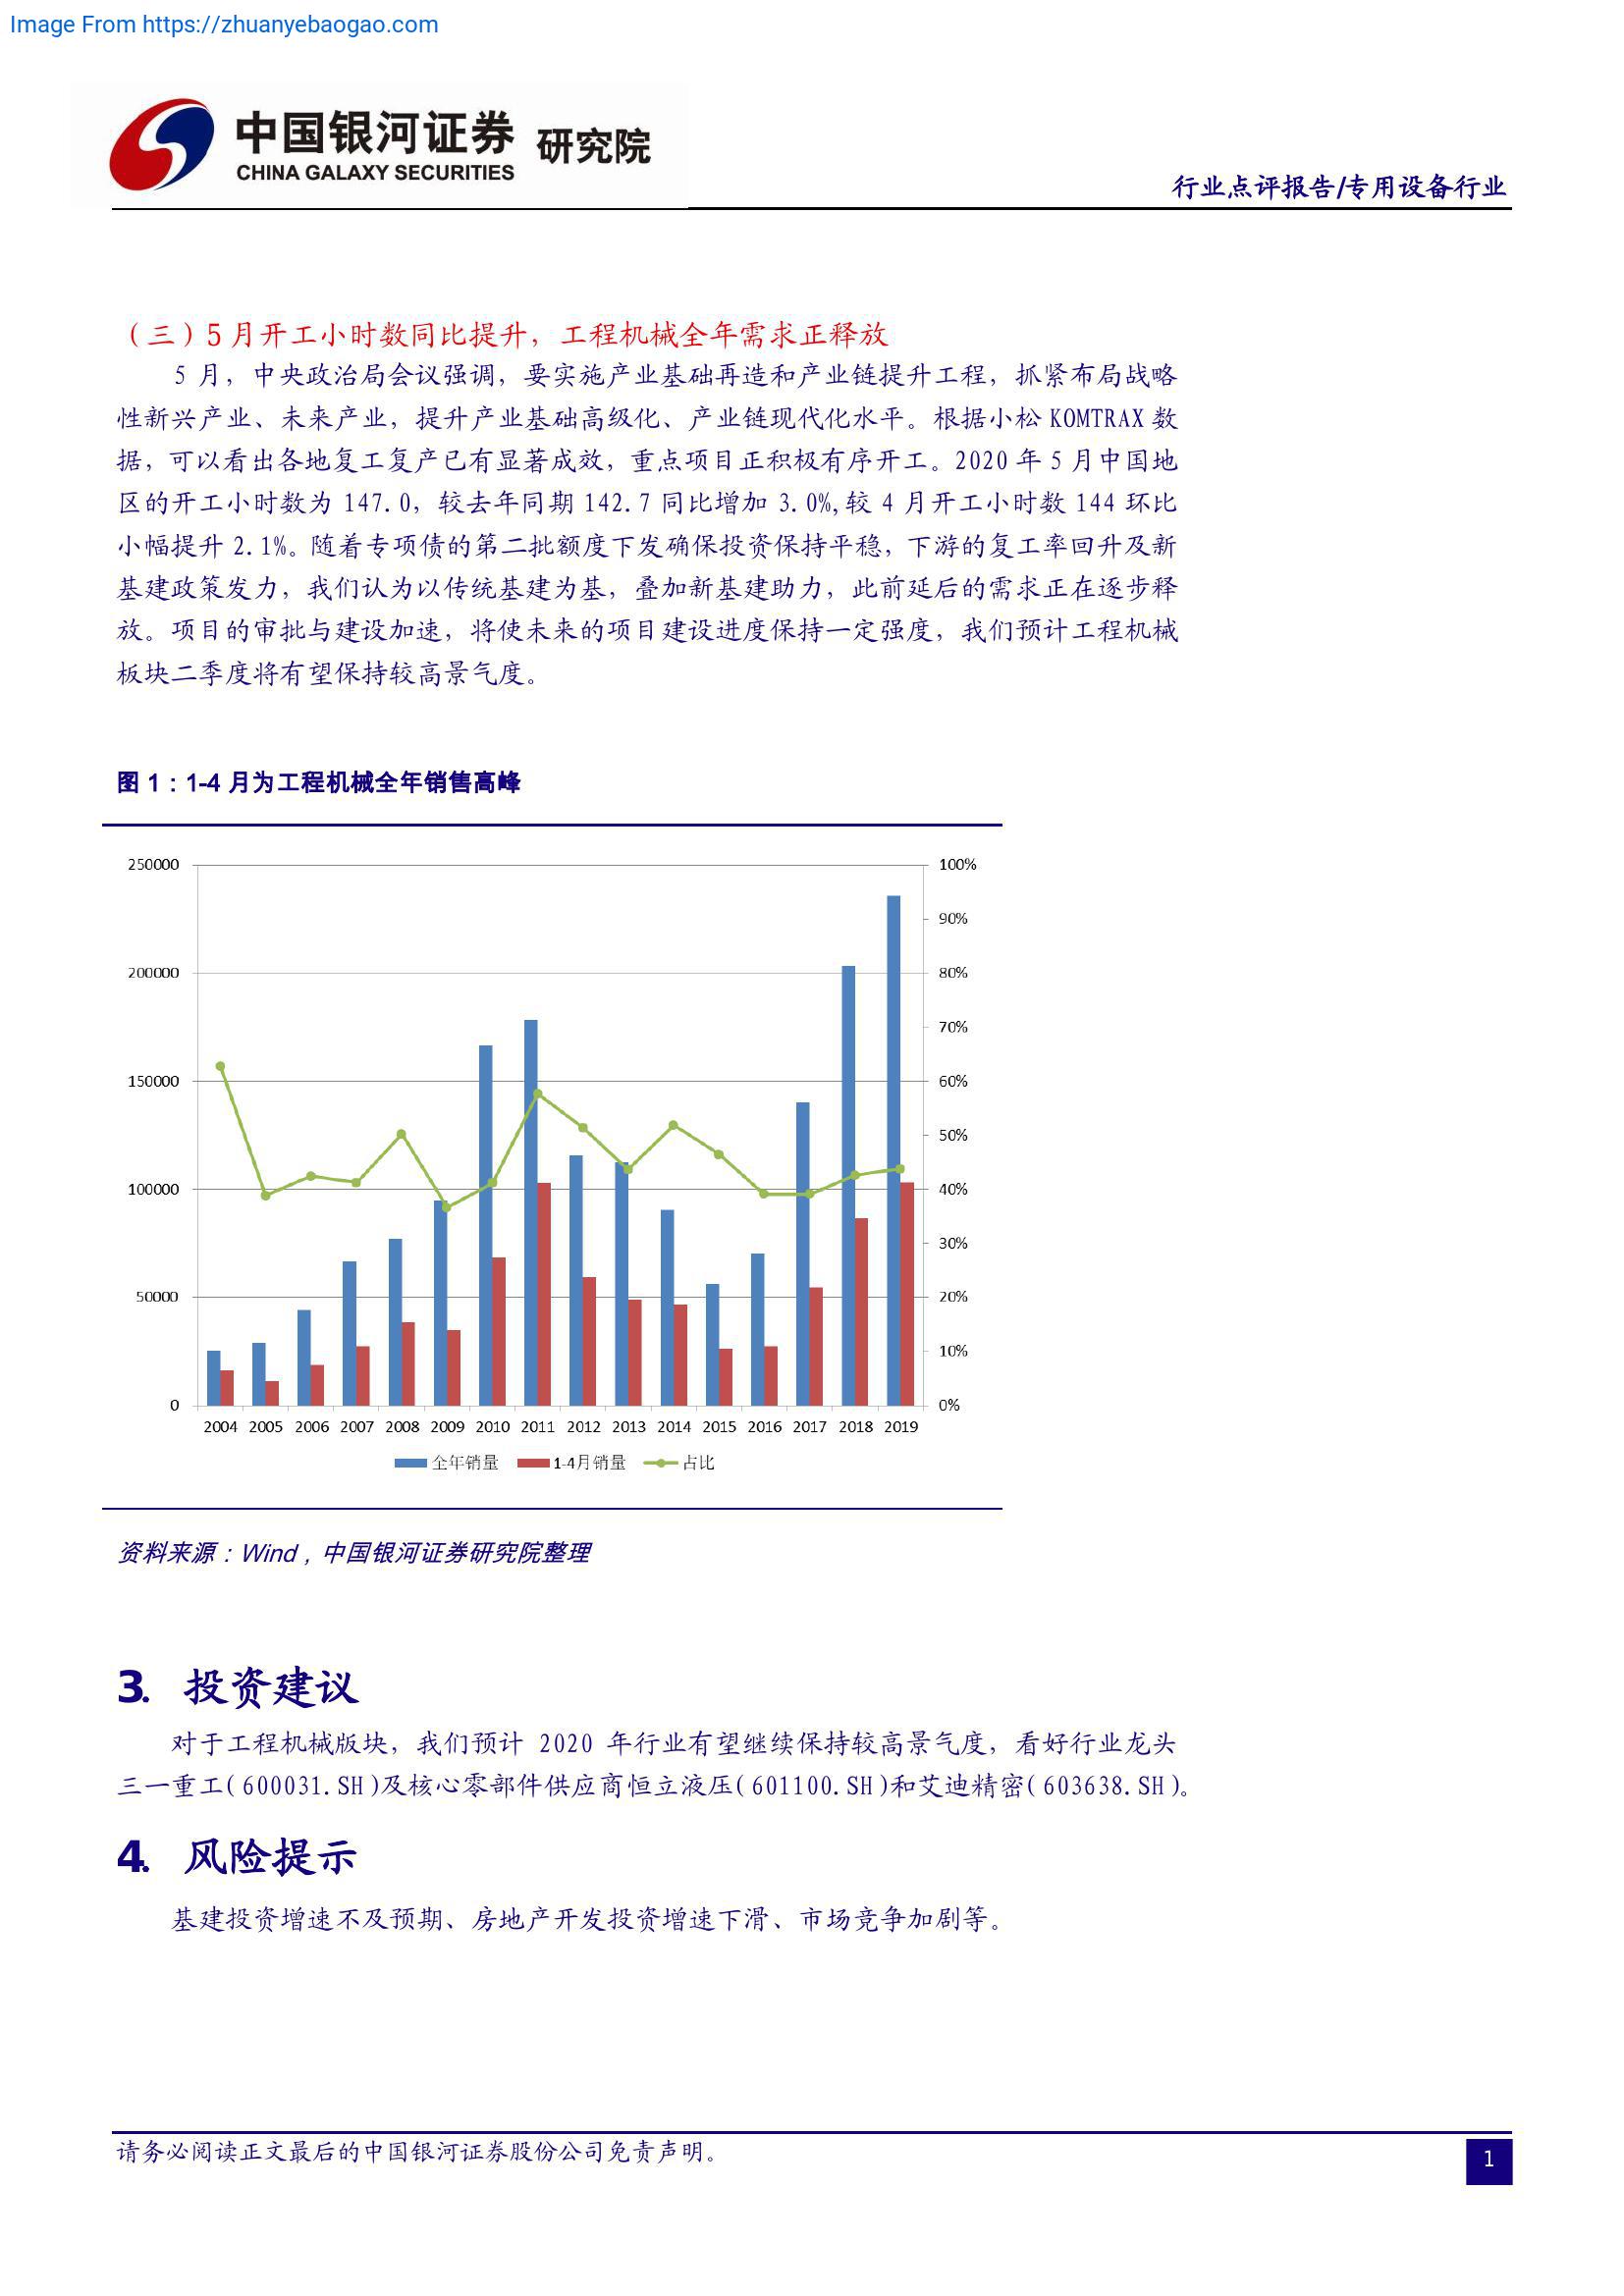 Image From https://zhuanyebaogao.com
中国银河证券 研究院
CHINA GALAXY SECURITIES
行业点评报告/专用设备行业
（三）5 月开工小时数同比提升，工程机械全年需求正释放
5 月，中央政治局会议强调，要实施产业基础再造和产业链提升工程，抓紧布局战略
性新兴产业、未来产业，提升产业基础高级化、产业链现代化水平。根据小松 KOMTRAX 数
据，可以看出各地复工复产已有显著成效，重点项目正积极有序开工。2020 年 5 月中国地
区的开工小时数为 147.0，较去年同期 142.7 同比增加 3.0%,较 4 月开工小时数 144 环比
小幅提升 2.1%。随着专项债的第二批额度下发确保投资保持平稳，下游的复工率回升及新
基建政策发力，我们认为以传统基建为基，叠加新基建助力，此前延后的需求正在逐步释
放。项目的审批与建设加速，将使未来的项目建设进度保持一定强度，我们预计工程机械
板块二季度将有望保持较高景气度。
图 1：1-4 月为工程机械全年销售高峰
250000 100%
90%
200000 80%
70%
150000 60%
50%
100000 40%
30%
50000 20%
10%
0 0%
2004 2005 2006 2007 2008 2009 2010 2011 2012 2013 2014 2015 2016 2017 2018 2019
全年销量 1-4月销量 占比
资料来源：Wind，中国银河证券研究院整理
3. 投资建议
对于工程机械版块，我们预计 2020 年行业有望继续保持较高景气度，看好行业龙头
三一重工(600031.SH)及核心零部件供应商恒立液压(601100.SH)和艾迪精密(603638.SH)。
4. 风险提示
基建投资增速不及预期、房地产开发投资增速下滑、市场竞争加剧等。
请务必阅读正文最后的中国银河证券股份公司免责声明。
1